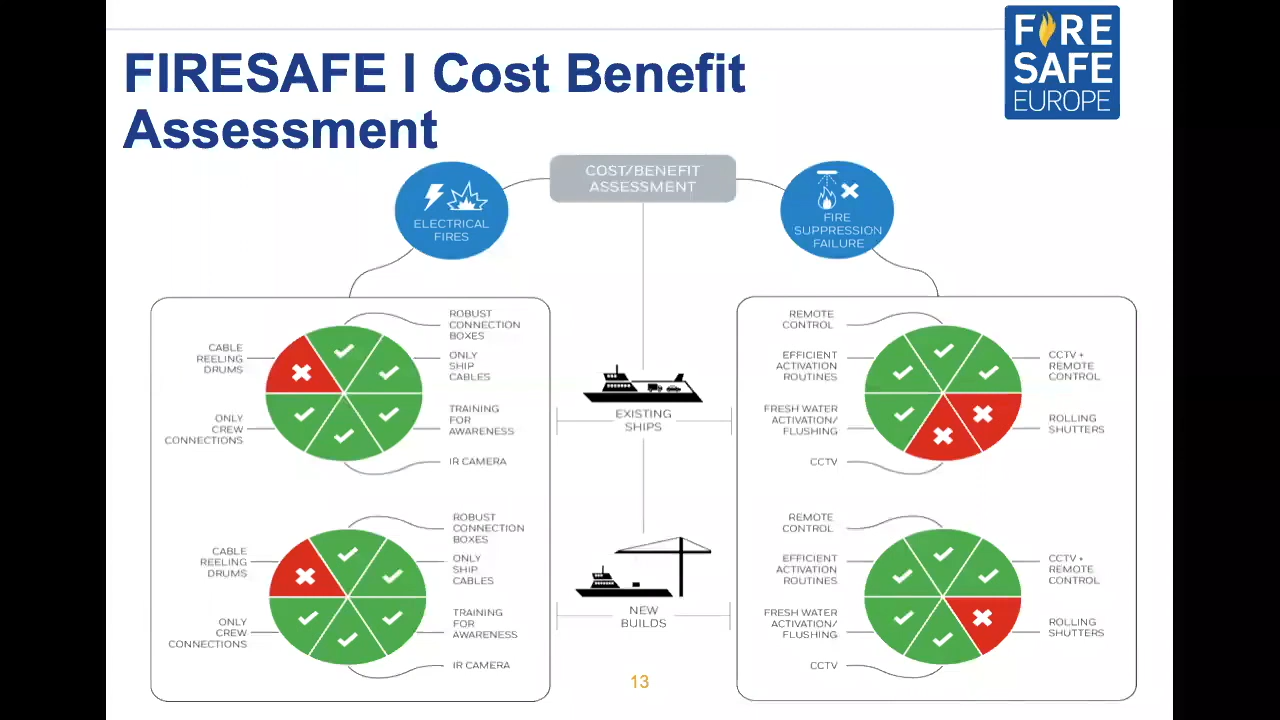 FIRESAFE I Cost Benefit
Assessment
FIRE
SAFE
EUROPE
COST/BENEFIT
ASSESSMENT
ELECTRICAL
FIRES
FIRE
SUPPRESSION
FAILURE
ROBUST
CONNECTION
BOXES
CABLE
REELING
DRUMS
ONLY
SHIP
CABLES
ONLY
CREW
CONNECTIONS
TRAINING
FOR
AWARENESS
IR CAMERA
EXISTING
SHIPS
REMOTE
CONTROL
EFFICIENT
ACTIVATION
ROUTINES
CCTV +
REMOTE
CONTROL
FRESH WATER
ACTIVATION/
FLUSHING
ROLLING
SHUTTERS
CCTV
ROBUST
CONNECTION
BOXES
CABLE
REELING
DRUMS
ONLY
SHIP
CABLES
ONLY
CREW
CONNECTIONS
TRAINING
FOR
AWARENESS
IR CAMERA
NEW
BUILDS
REMOTE
CONTROL
EFFICIENT
ACTIVATION
ROUTINES
CCTV +
REMOTE
CONTROL
FRESH WATER
ACTIVATION/
FLUSHING
ROLLING
SHUTTERS
CCTV
13